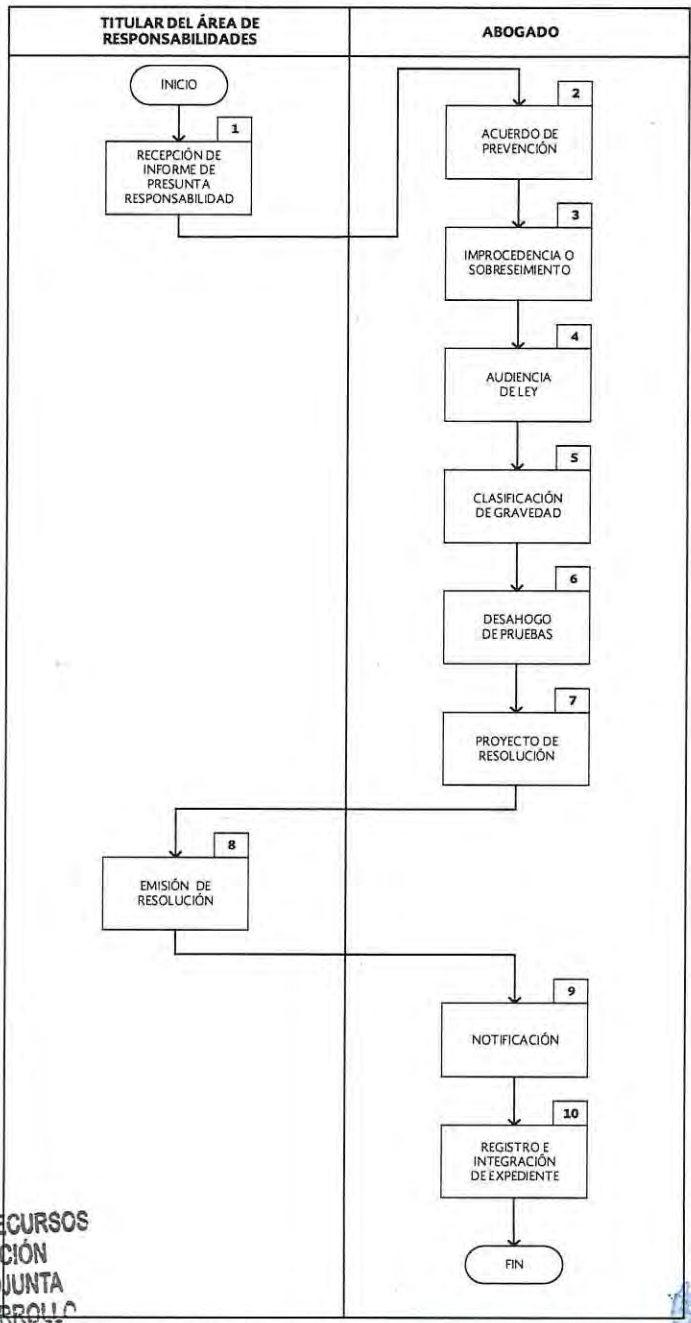 TITULAR DEL ÁREA DE
RESPONSABILIDADES
ABOGADO
INICIO
1
RECEPCIÓN DE
INFORME DE
PRESUNTA
RESPONSABILIDAD
2
ACUERDO DE
PREVENCIÓN
3
IMPROCEDENCIA O
SOBRESEIMIENTO
4
AUDIENCIA
DE LEY
5
CLASIFICACIÓN
DE GRAVEDAD
6
DESAHOGO
DE PRUEBAS
7
PROYECTO DE
RESOLUCIÓN
8
EMISIÓN DE
RESOLUCIÓN
9
NOTIFICACIÓN
10
REGISTRO E
INTEGRACIÓN
DE EXPEDIENTE
FIN
ECURSOS
CIÓN
JUNTA